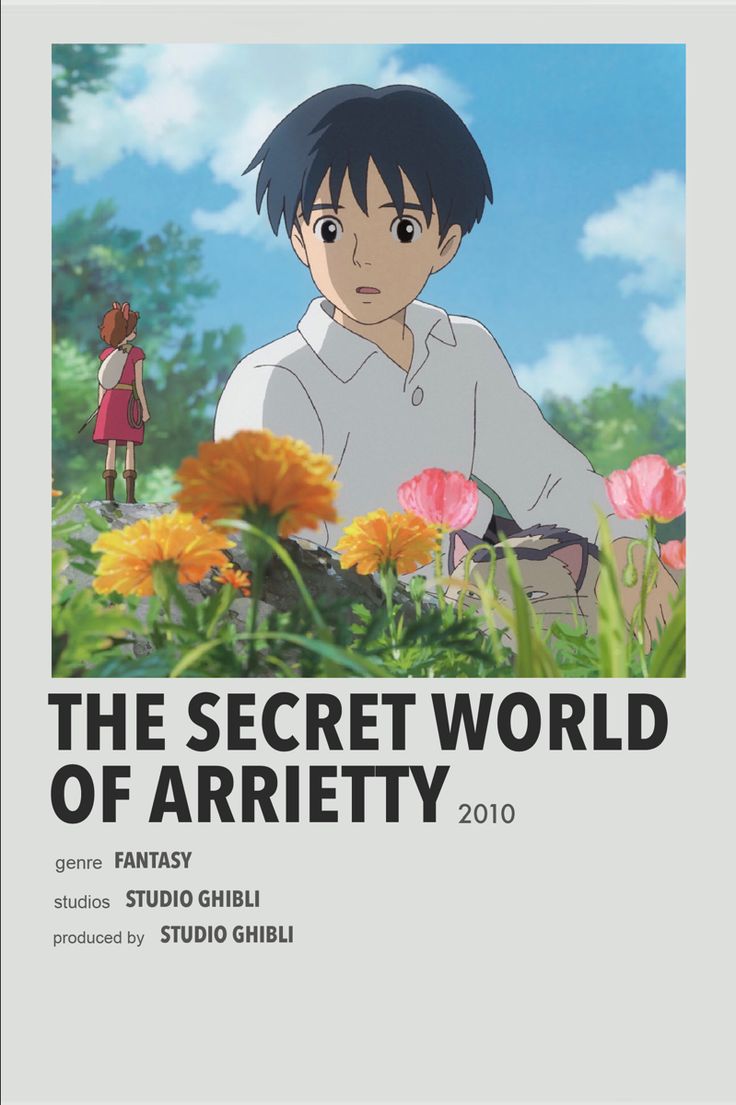 THE SECRET WORLD
OF ARRIETTY 2010
genre FANTASY
studios STUDIO GHIBLI
produced by STUDIO GHIBLI